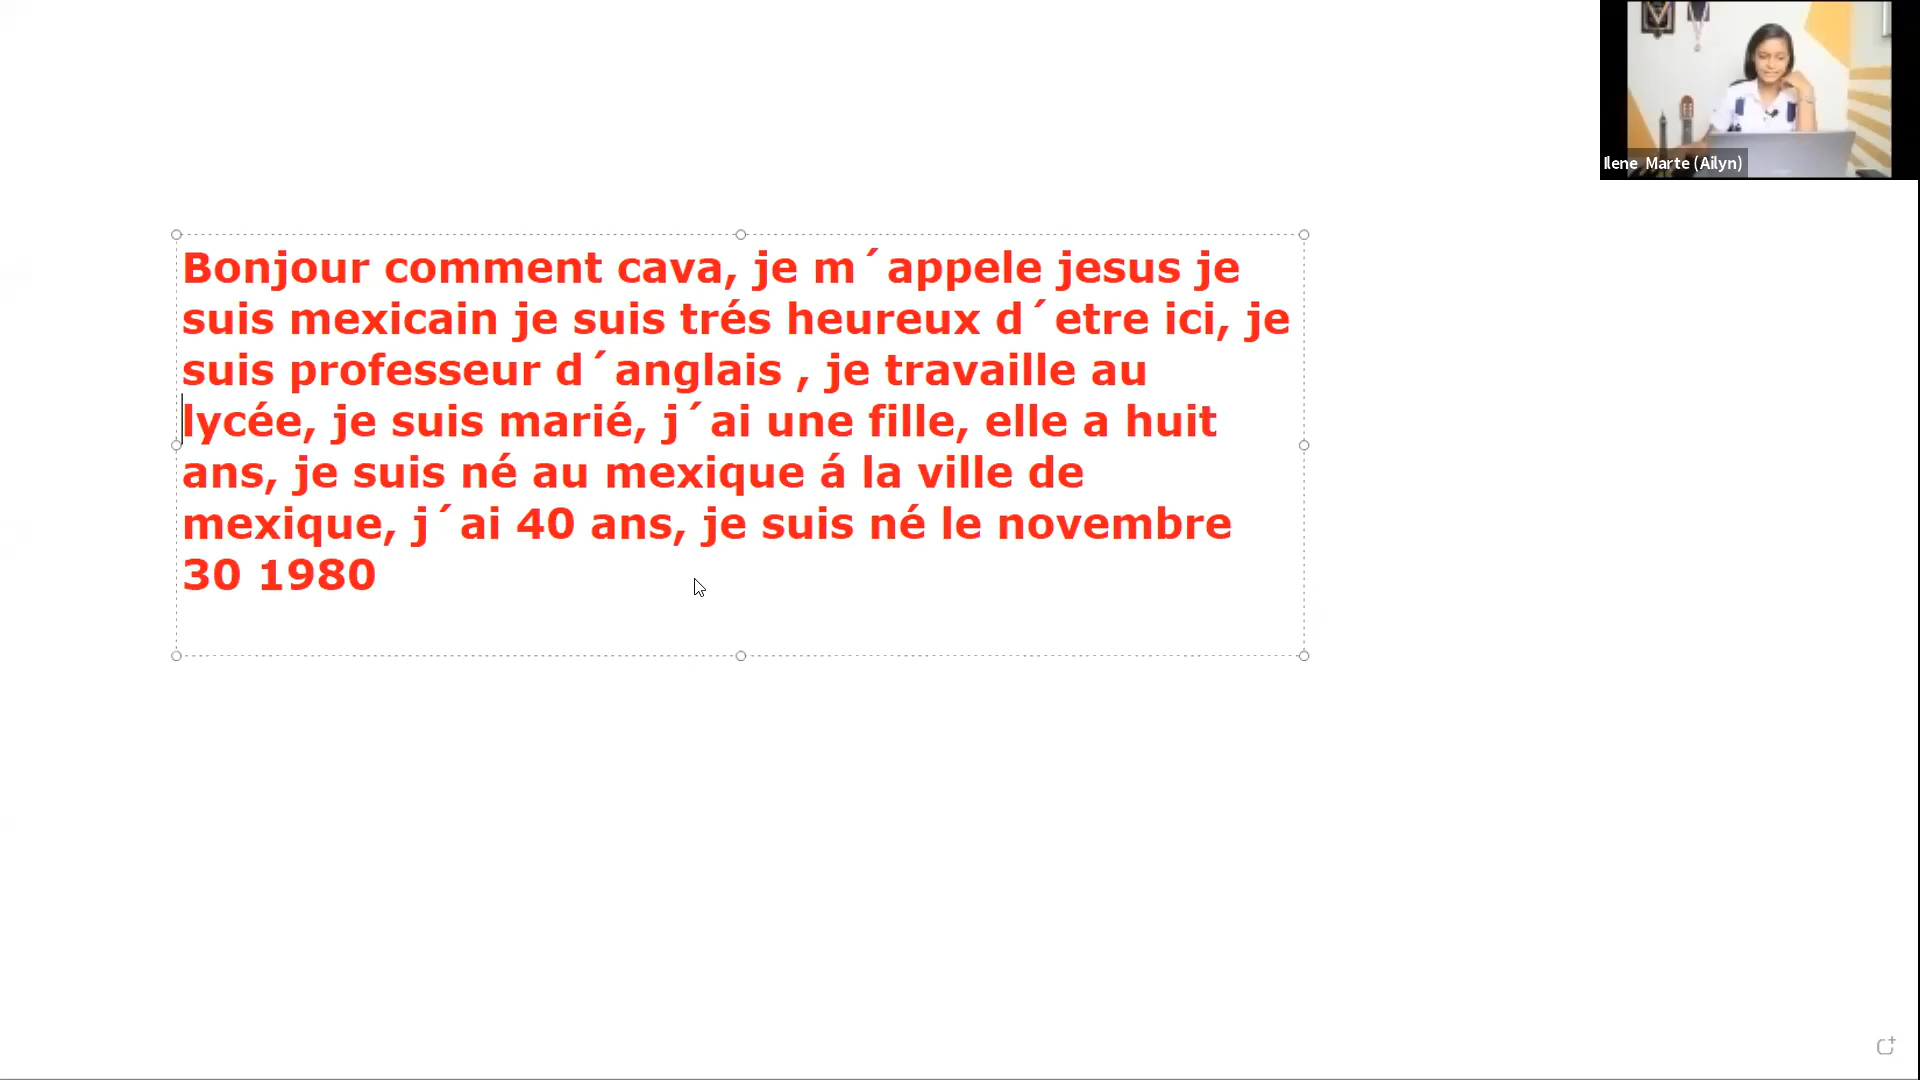 Ilene Marte (Ailyn)
Bonjour comment cava, je m´appele jesus je
suis mexicain je suis trés heureux d´etre ici, je
suis professeur d´anglais , je travaille au
lycée, je suis marié, j´ai une fille, elle a huit
ans, je suis né au mexique á la ville de
mexique, j´ai 40 ans, je suis né le novembre
30 1980